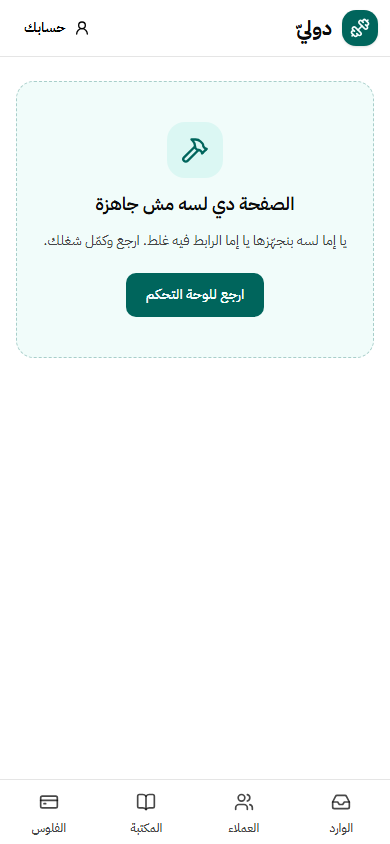 دوليّ
حسابك
الصفحة دي لسه مش جاهزة
يا إما لسه بنجهّزها يا إما الرابط فيه غلط. ارجع وكمّل شغلك.
ارجع للوحة التحكم
الوارد
العملاء
المكتبة
الفلوس